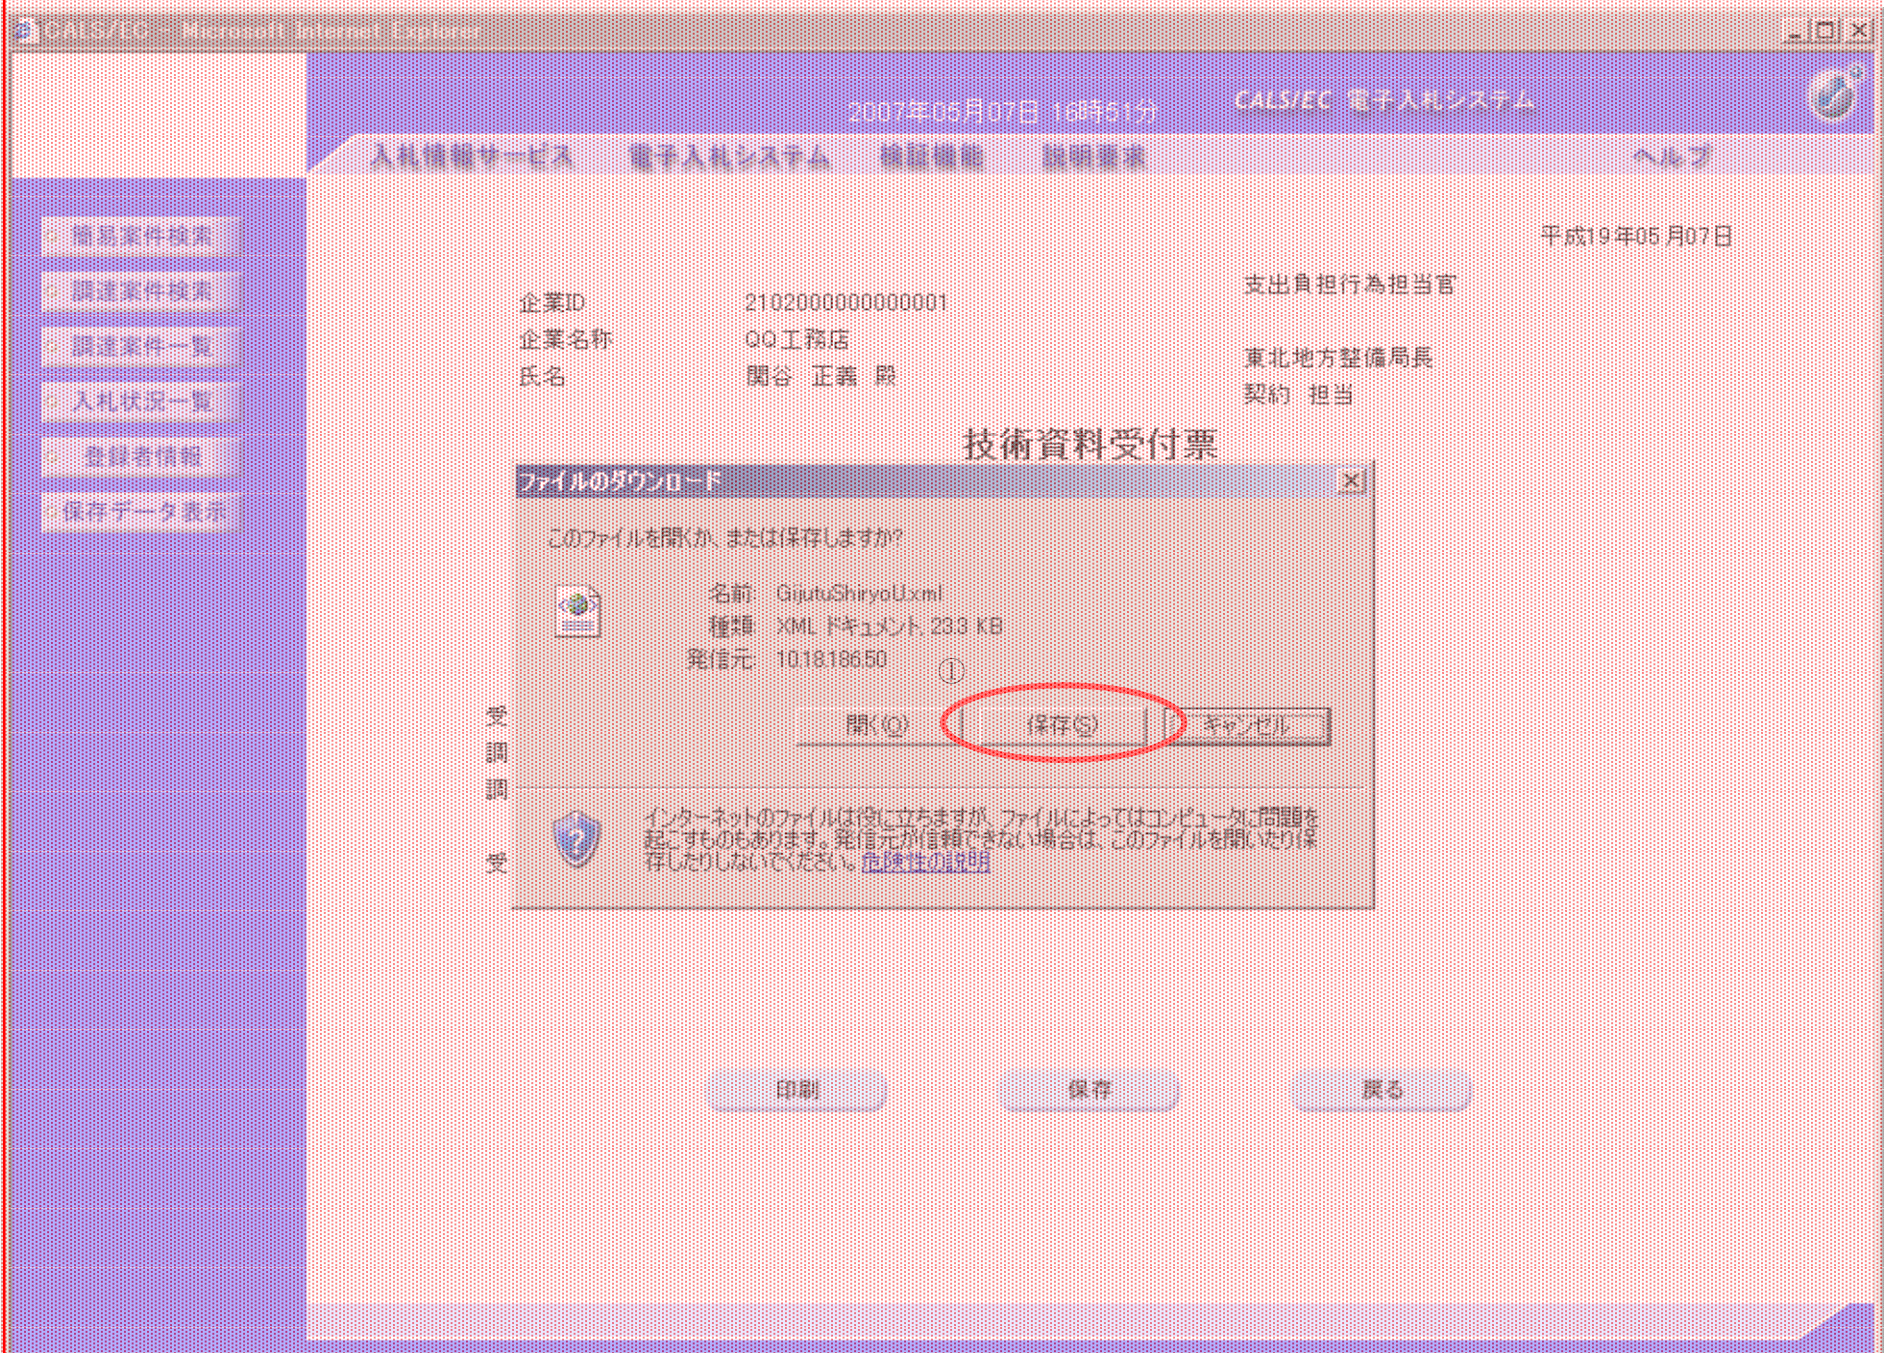 CALS/EC - Microsoft Internet Explorer
2007年05月07日 16時51分
CALS/EC 電子入札システム
入札情報サービス 電子入札システム 検証機能 説明要求 ヘルプ
簡易案件検索
調達案件検索
調達案件一覧
入札状況一覧
登録者情報
保存データ表示
平成19年05月07日
支出負担行為担当官
企業ID 2102000000000001
企業名称 QQ工務店
東北地方整備局長
氏名 関谷 正義 殿
契約 担当
技術資料受付票
ファイルのダウンロード
このファイルを開くか、または保存しますか?
名前: GijutuShiryoU.xml
種類: XML ドキュメント, 23.3 KB
発信元: 10.18.186.50
①
受
開く(O) 保存(S) キャンセル
調
調
インターネットのファイルは役に立ちますが、ファイルによってはコンピュータに問題を
起こすものもあります。発信元が信頼できない場合は、このファイルを開いたり保
存したりしないでください。危険性の説明
受
印刷 保存 戻る